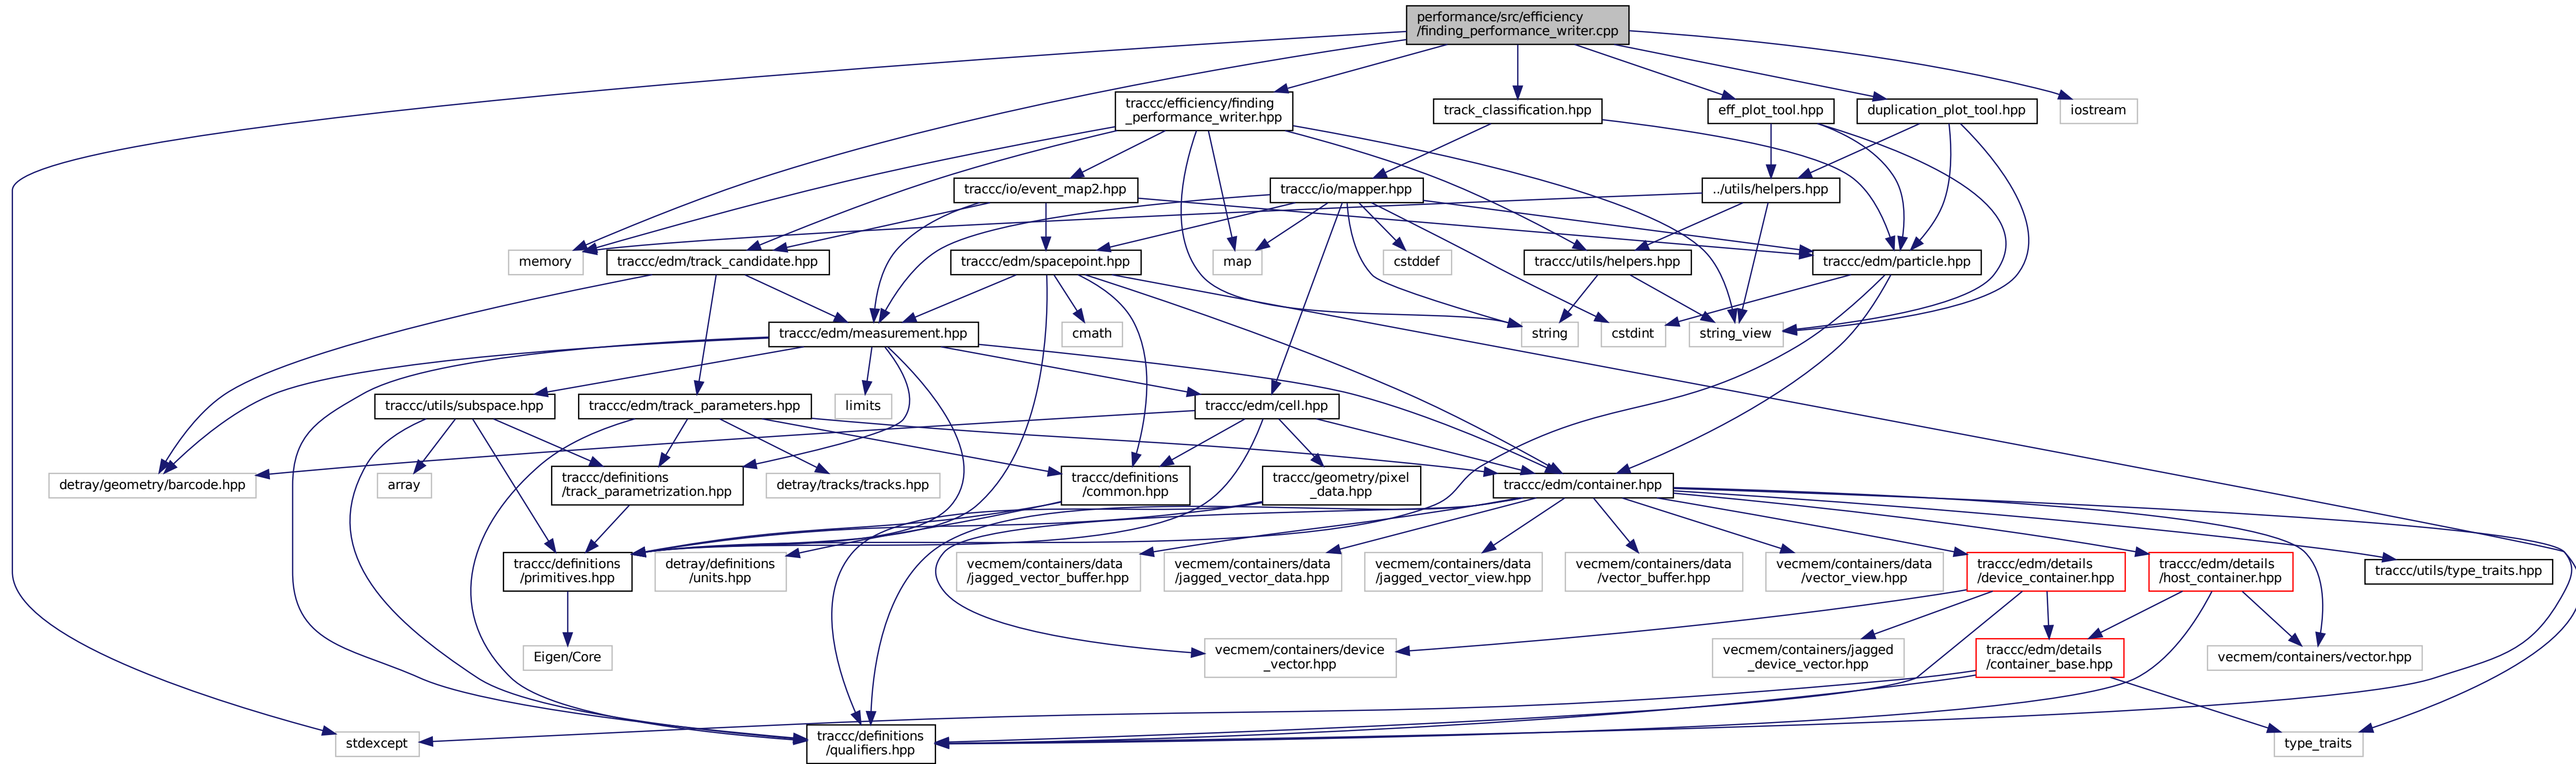 performance/src/efficiency
/finding_performance_writer.cpp
traccc/efficiency/finding
_performance_writer.hpp
track_classification.hpp
eff_plot_tool.hpp
duplication_plot_tool.hpp
iostream
traccc/io/event_map2.hpp
traccc/io/mapper.hpp
../utils/helpers.hpp
memory
traccc/edm/track_candidate.hpp
traccc/edm/spacepoint.hpp
map
cstddef
traccc/utils/helpers.hpp
traccc/edm/particle.hpp
traccc/edm/measurement.hpp
cmath
string
cstdint
string_view
traccc/utils/subspace.hpp
traccc/edm/track_parameters.hpp
limits
traccc/edm/cell.hpp
detray/geometry/barcode.hpp
array
traccc/definitions
/track_parametrization.hpp
detray/tracks/tracks.hpp
traccc/definitions
/common.hpp
traccc/geometry/pixel
_data.hpp
traccc/edm/container.hpp
traccc/definitions
/primitives.hpp
detray/definitions
/units.hpp
vecmem/containers/data
/jagged_vector_buffer.hpp
vecmem/containers/data
/jagged_vector_data.hpp
vecmem/containers/data
/jagged_vector_view.hpp
vecmem/containers/data
/vector_buffer.hpp
vecmem/containers/data
/vector_view.hpp
traccc/edm/details
/device_container.hpp
traccc/edm/details
/host_container.hpp
traccc/utils/type_traits.hpp
Eigen/Core
vecmem/containers/device
_vector.hpp
vecmem/containers/jagged
_device_vector.hpp
traccc/edm/details
/container_base.hpp
vecmem/containers/vector.hpp
stdexcept
traccc/definitions
/qualifiers.hpp
type_traits